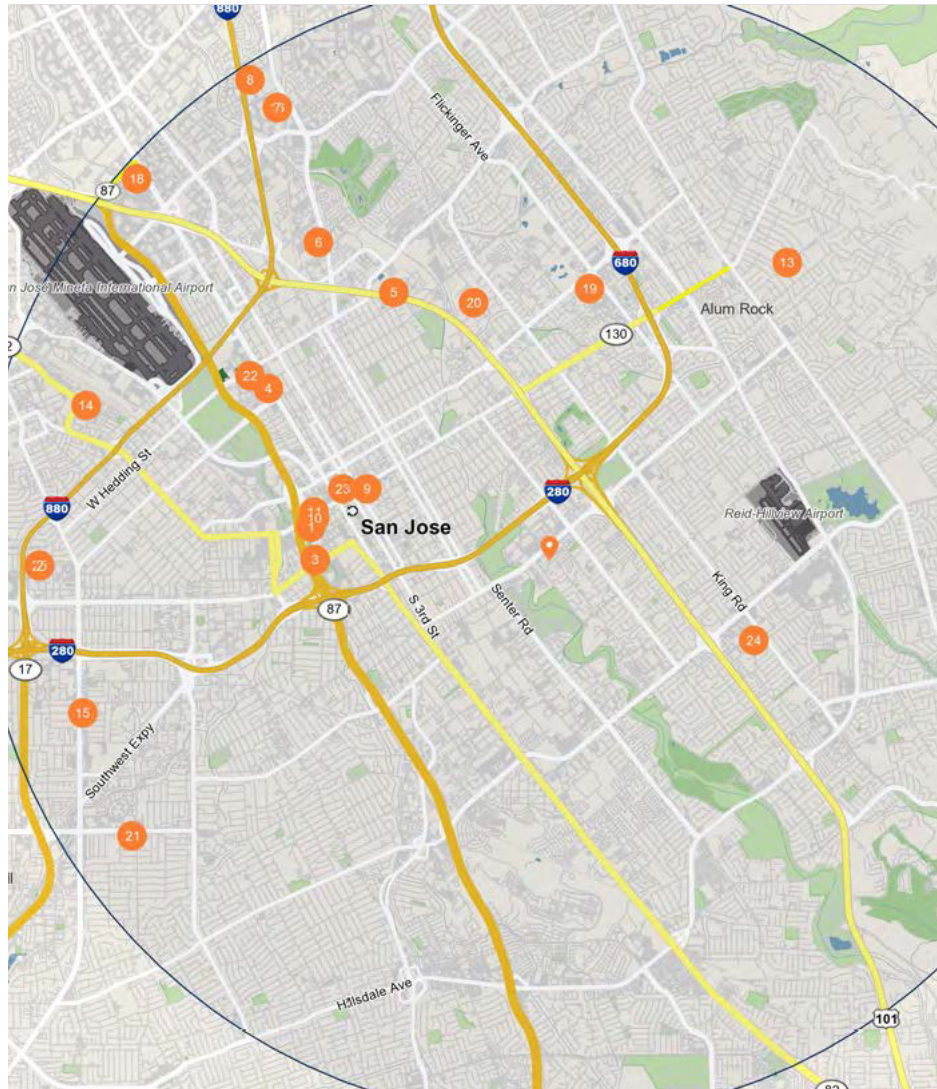 880
8
Flickinger Ave
18
87
6
680
13
5
19
20
San Jose Mineta International Airport
Alum Rock
130
22
4
14
W Hedding St
23
9
280
880
11
10
1
San Jose
Reid-Hillview Airport
3
Senter Rd
King Rd
87
S 3rd St
24
280
17
15
Southwest Expy
21
Hillsdale Ave
101